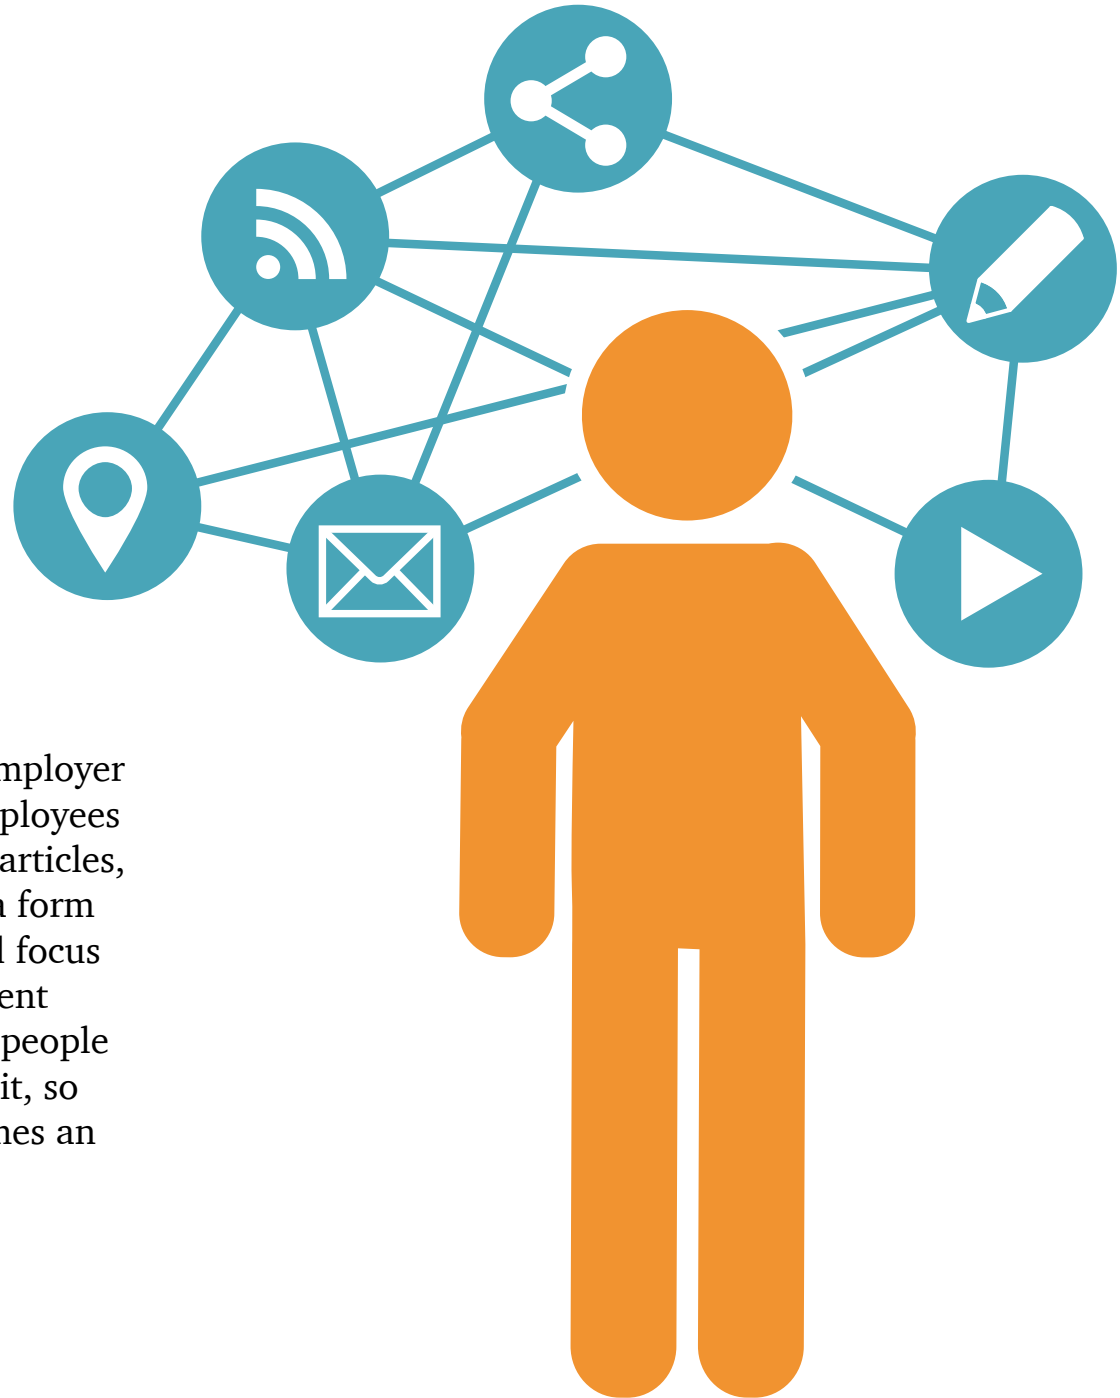 mployer
ployees
articles,
a form
l focus
ent
people
it, so
nes an